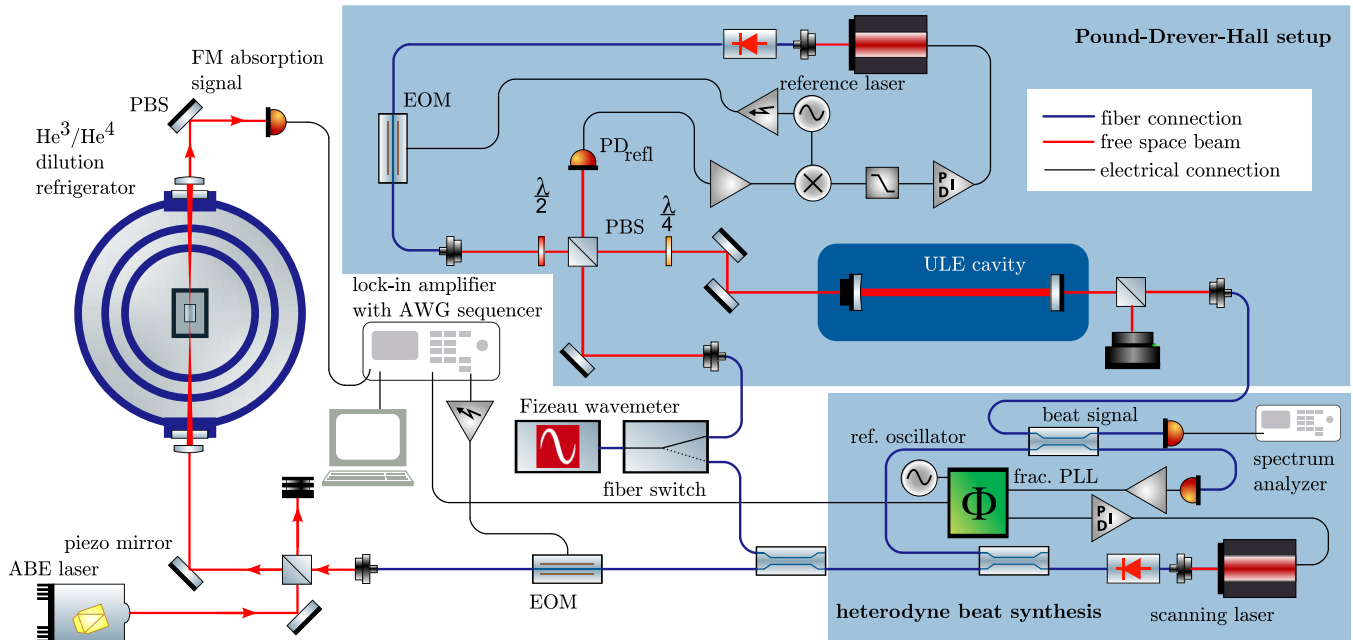 FM absorption
signal
PBS
He3/He4
dilution
refrigerator
Pound-Drever-Hall setup
reference laser
EOM
PDrefl
P
I
D
fiber connection
free space beam
electrical connection
λ
2
PBS
λ
4
ULE cavity
lock-in amplifier
with AWG sequencer
Fizeau wavemeter
fiber switch
beat signal
ref. oscillator
frac. PLL
Φ
P
I
D
spectrum
analyzer
piezo mirror
ABE laser
EOM
heterodyne beat synthesis
scanning laser